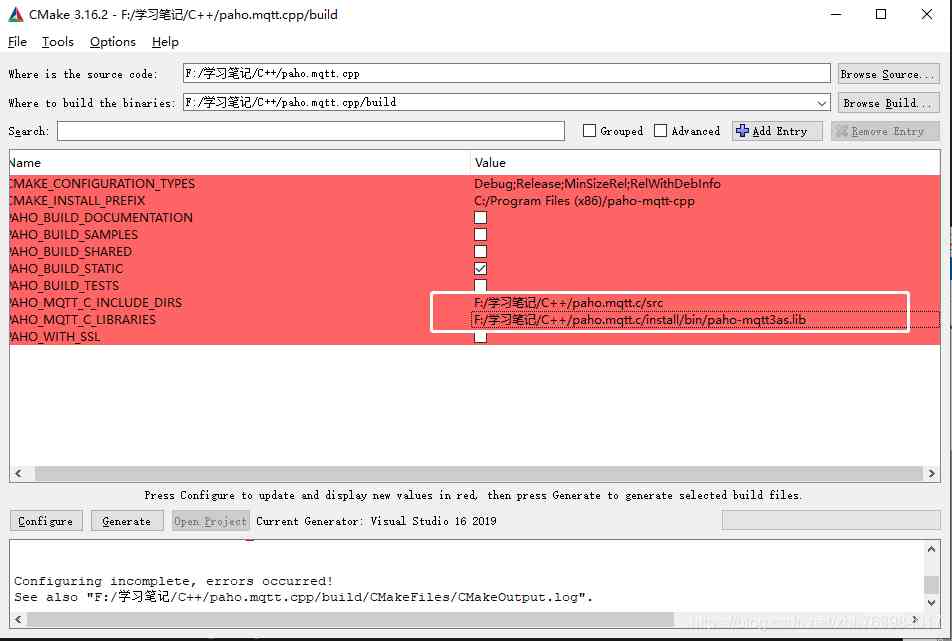 CMake 3.16.2 - F:/学习笔记/C++/paho.mqtt.cpp/build
File Tools Options Help
Where is the source code: F:/学习笔记/C++/paho.mqtt.cpp Browse Source...
Where to build the binaries: F:/学习笔记/C++/paho.mqtt.cpp/build Browse Build...
Search: Grouped Advanced Add Entry Remove Entry
Name Value
CMAKE_CONFIGURATION_TYPES Debug;Release;MinSizeRel;RelWithDebInfo
CMAKE_INSTALL_PREFIX C:/Program Files (x86)/paho-mqtt-cpp
PAHO_BUILD_DOCUMENTATION
PAHO_BUILD_SAMPLES
PAHO_BUILD_SHARED
PAHO_BUILD_STATIC
PAHO_BUILD_TESTS
PAHO_MQTT_C_INCLUDE_DIRS F:/学习笔记/C++/paho.mqtt.c/src
PAHO_MQTT_C_LIBRARIES F:/学习笔记/C++/paho.mqtt.c/install/bin/paho-mqtt3as.lib
PAHO_WITH_SSL
Press Configure to update and display new values in red, then press Generate to generate selected build files.
Configure Generate Open Project Current Generator: Visual Studio 16 2019
Configuring incomplete, errors occurred!
See also "F:/学习笔记/C++/paho.mqtt.cpp/build/CMakeFiles/CMakeOutput.log".